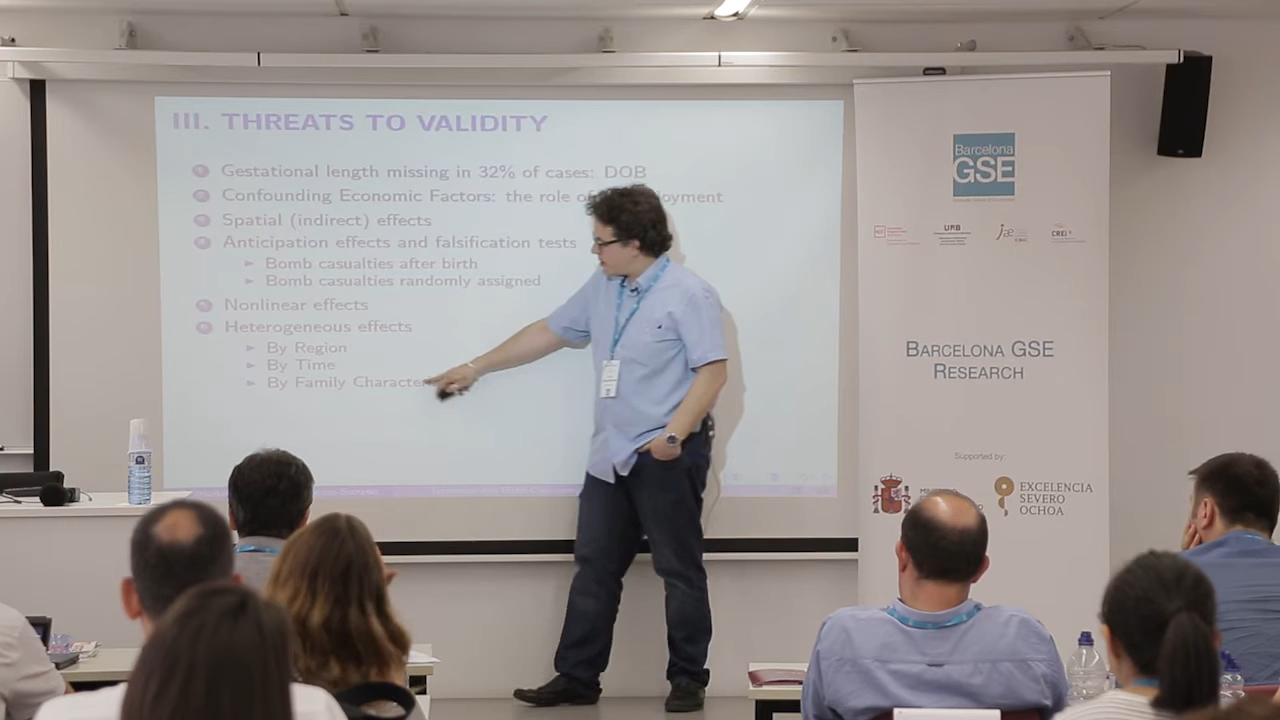 III. THREATS TO VALIDITY
Gestational length missing in 32% of cases: DOB
Confounding Economic Factors: the role of
Spatial (indirect) effects
Anticipation effects and falsification tests
Bomb casualties after birth
Bomb casualties randomly assigned
Nonlinear effects
Heterogeneous effects
By Region
By Time
By Family
Barcelona
GSE
UAB
CREi
BARCELONA GSE
RESEARCH
Supported by:
EXCELENCIA
SEVERO
OCHOA